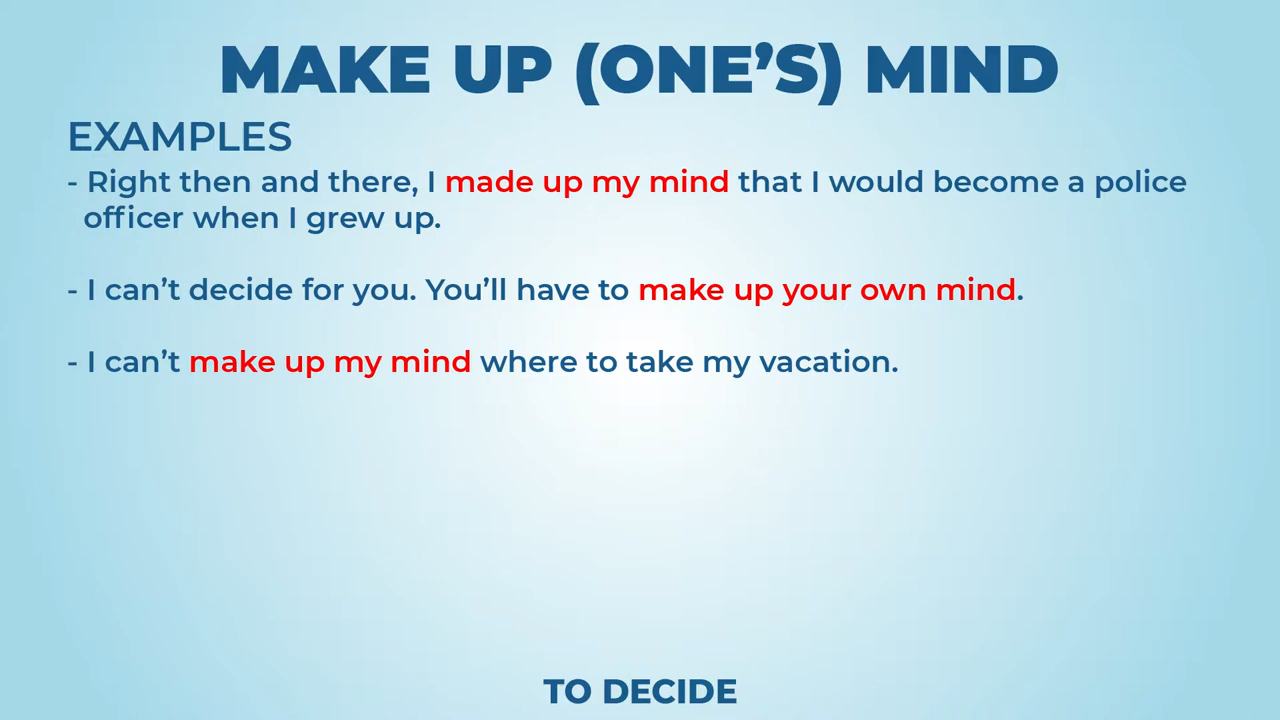 MAKE UP (ONE’S) MIND
EXAMPLES
- Right then and there, I made up my mind that I would become a police
officer when I grew up.
- I can’t decide for you. You’ll have to make up your own mind.
- I can’t make up my mind where to take my vacation.
TO DECIDE